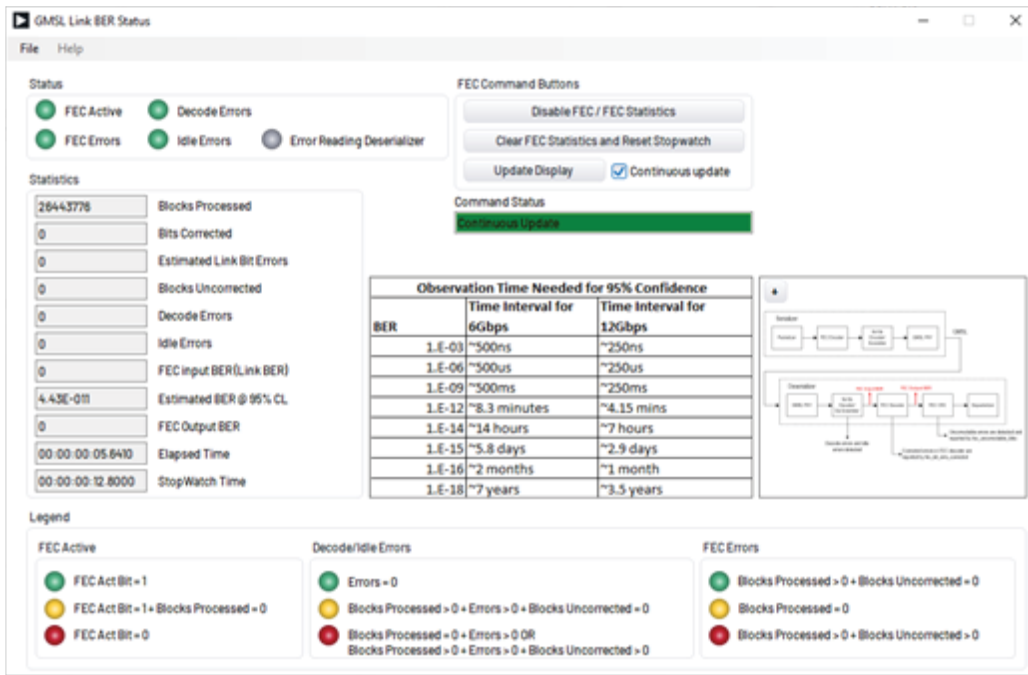 GMSL Link BER Status
File Help
Status
FEC Active Decode Errors
FEC Errors Idle Errors Error Reading Deserializer
FEC Command Buttons
Disable FEC / FEC Statistics
Clear FEC Statistics and Reset Stopwatch
Update Display Continuous update
Command Status
Continuous Update
Statistics
26443776 Blocks Processed
0 Bits Corrected
0 Estimated Link Bit Errors
0 Blocks Uncorrected
0 Decode Errors
0 Idle Errors
0 FEC input BER(Link BER)
4.43E-011 Estimated BER @ 95% CL
0 FEC Output BER
00:00:00:05.6410 Elapsed Time
00:00:00:12.8000 StopWatch Time
Observation Time Needed for 95% Confidence
BER Time Interval for 6Gbps Time Interval for 12Gbps
1.E-03 ~500ns ~250ns
1.E-06 ~500us ~250us
1.E-09 ~500ms ~250ms
1.E-12 ~8.3 minutes ~4.15 mins
1.E-14 ~14 hours ~7 hours
1.E-15 ~5.8 days ~2.9 days
1.E-16 ~2 months ~1 month
1.E-18 ~7 years ~3.5 years
+
Serializer
GMSL
Deserializer
Legend
FEC Active
FEC Act Bit = 1
FEC Act Bit = 1 + Blocks Processed = 0
FEC Act Bit = 0
Decode/Idle Errors
Errors = 0
Blocks Processed > 0 + Errors > 0 + Blocks Uncorrected = 0
Blocks Processed = 0 + Errors > 0 OR
Blocks Processed > 0 + Errors > 0 + Blocks Uncorrected > 0
FEC Errors
Blocks Processed > 0 + Blocks Uncorrected = 0
Blocks Processed = 0
Blocks Processed > 0 + Blocks Uncorrected > 0